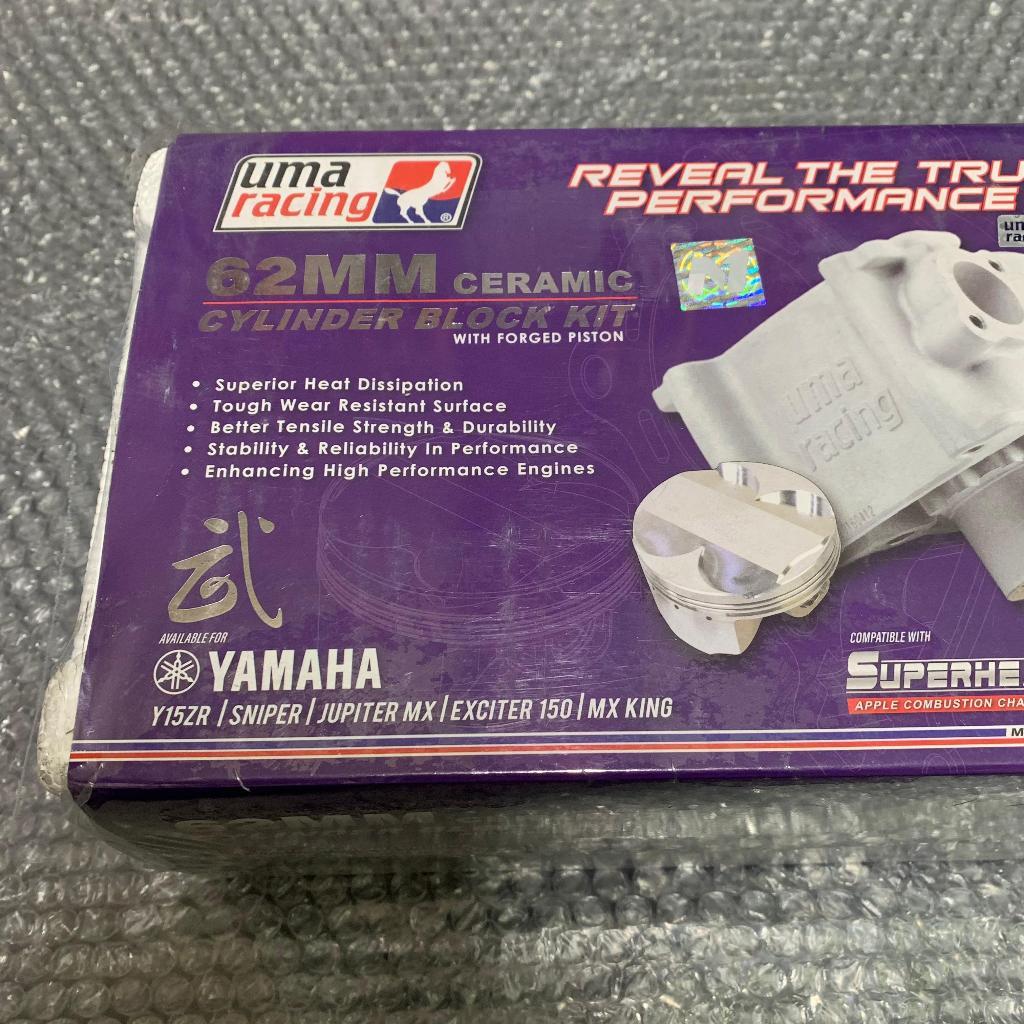 uma
racing
®
REVEAL THE TRU
PERFORMANCE
62MM CERAMIC
CYLINDER BLOCK KIT
WITH FORGED PISTON
• Superior Heat Dissipation
• Tough Wear Resistant Surface
• Better Tensile Strength & Durability
• Stability & Reliability In Performance
• Enhancing High Performance Engines
uma
racing
武
AVAILABLE FOR
YAMAHA
Y15ZR / SNIPER / JUPITER MX / EXCITER 150 / MX KING
COMPATIBLE WITH
SUPERHE
APPLE COMBUSTION CHA